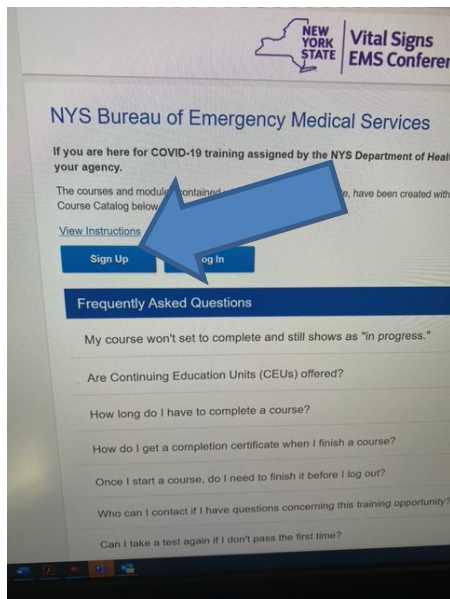 NEW
YORK
STATE
Vital Signs
EMS
NYS Bureau of Emergency Medical Services
If you are here for COVID-19 training assigned by the NYS Department of
your agency.
The courses and have been created with
Course Catalog below
View Instructions
Sign Up
In
Frequently Asked Questions
My course won't set to complete and still shows as "in progress."
Are Continuing Education Units (CEUs) offered?
How long do I have to complete a course?
How do I get a completion certificate when I finish a course?
Once I start a course, do I need to finish it before I log out?
Who can I contact if I have questions concerning this training opportunity?
Can I take a test again if I don't pass the first time?